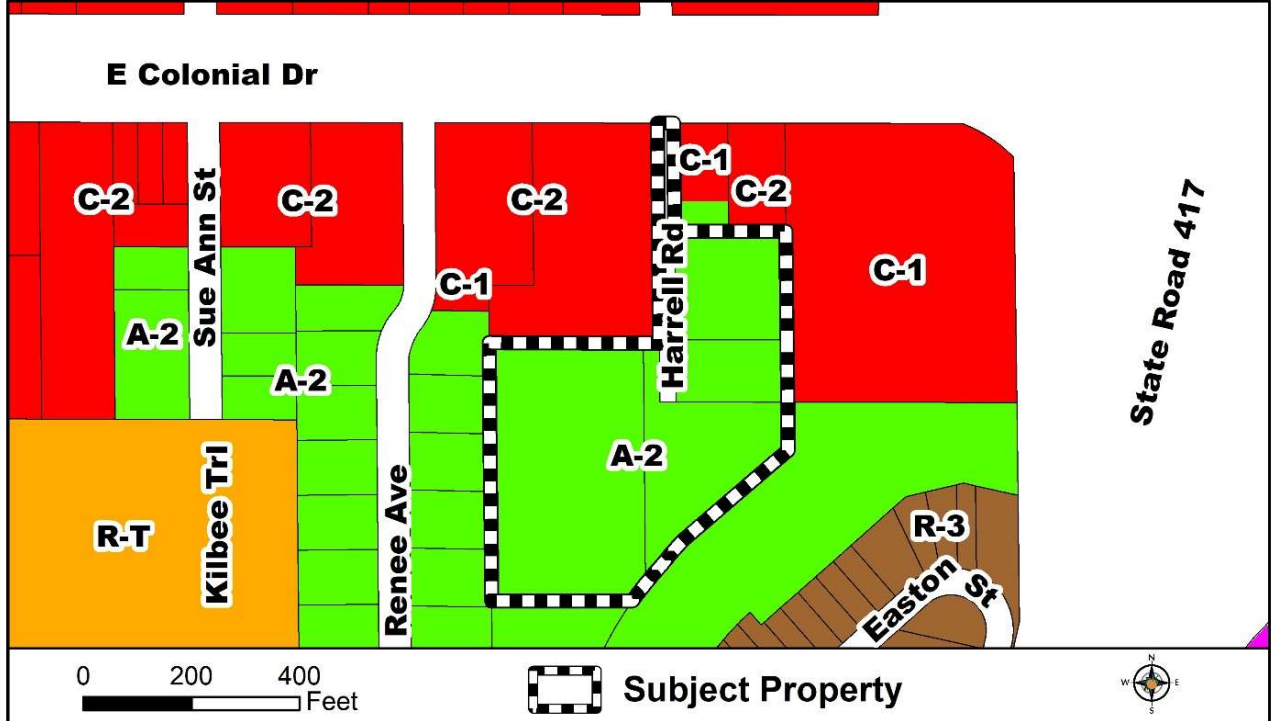 E Colonial Dr
C-2
Sue Ann St
C-2
C-2
C-1
C-2
Harrell Rd
C-1
C-1
State Road 417
A-2
A-2
A-2
R-T
Kilbee Trl
Renee Ave
R-3
Easton St
0 200 400
Feet
Subject Property
N
W E
S